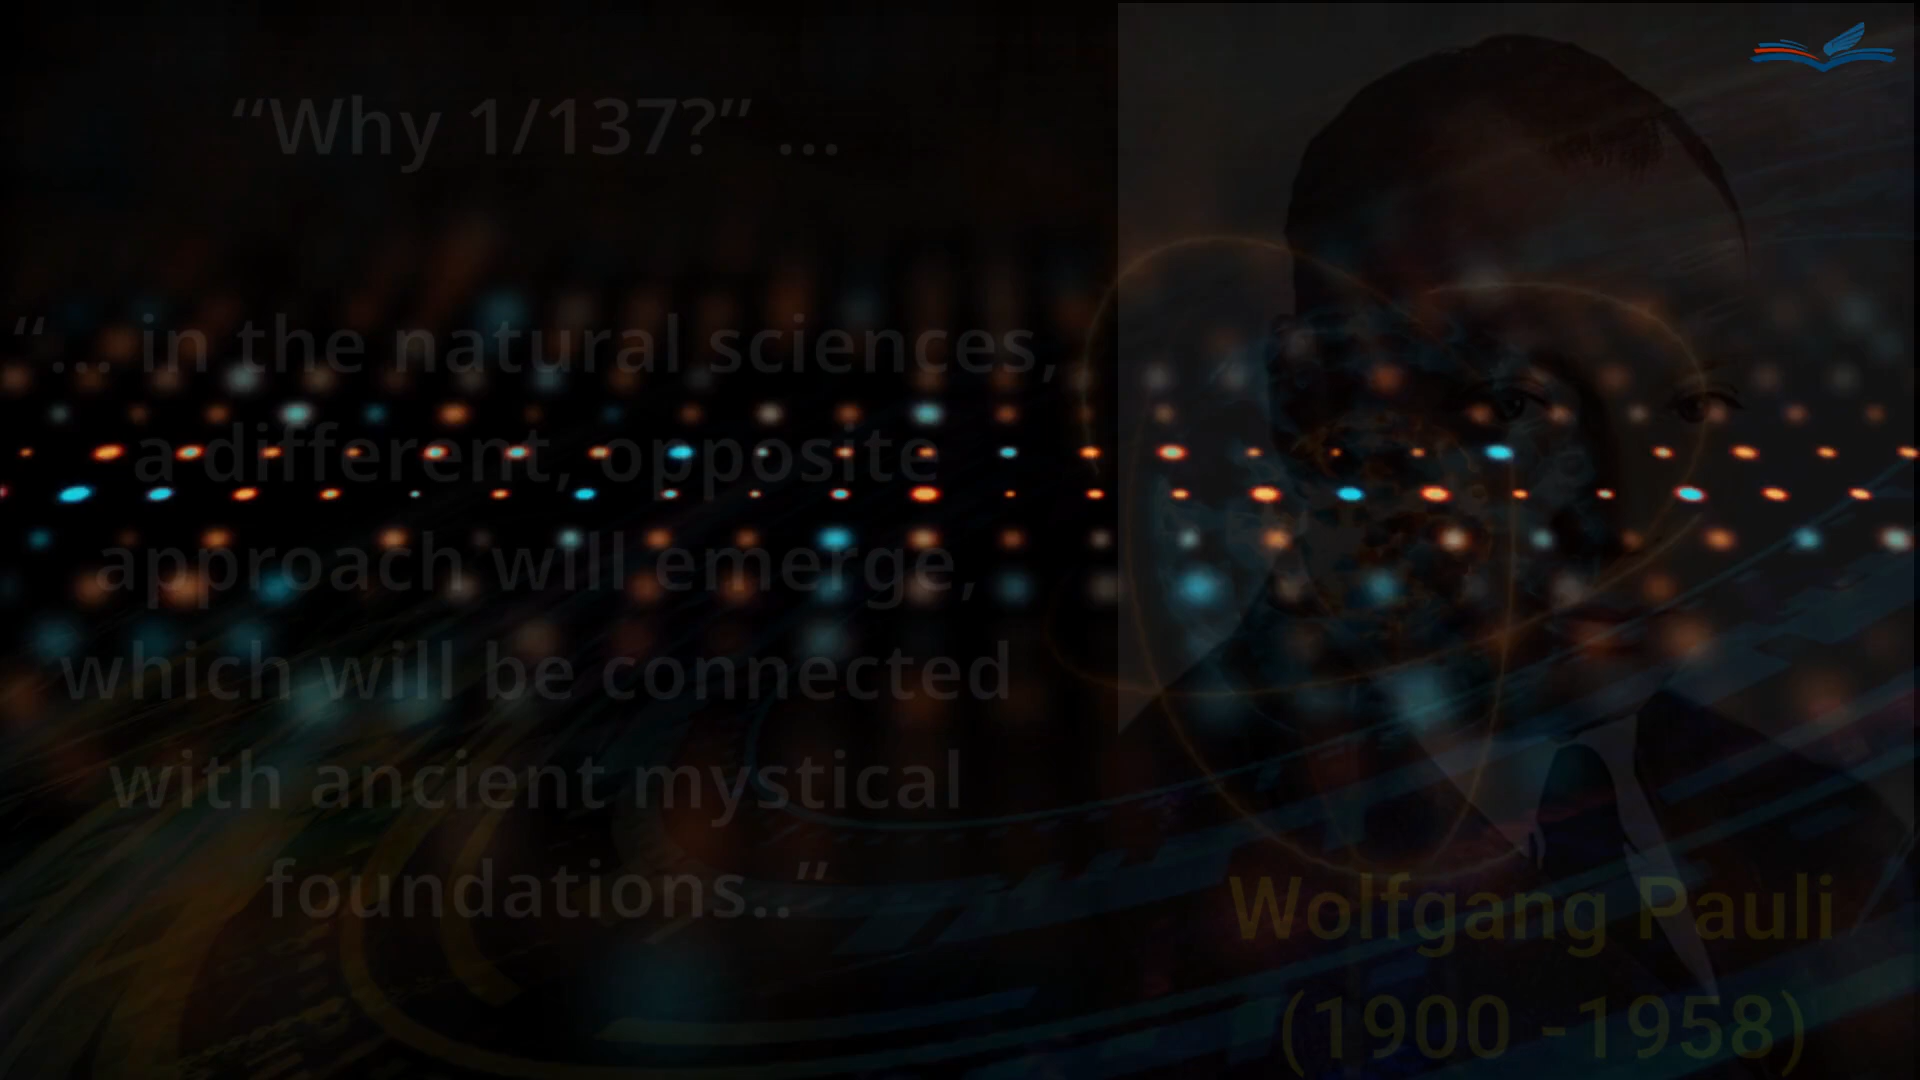 “Why 1/137?” ...
“... in the natural sciences,
a different, opposite
approach will emerge,
which will be connected
with ancient mystical
foundations..”
Wolfgang Pauli
(1900 -1958)